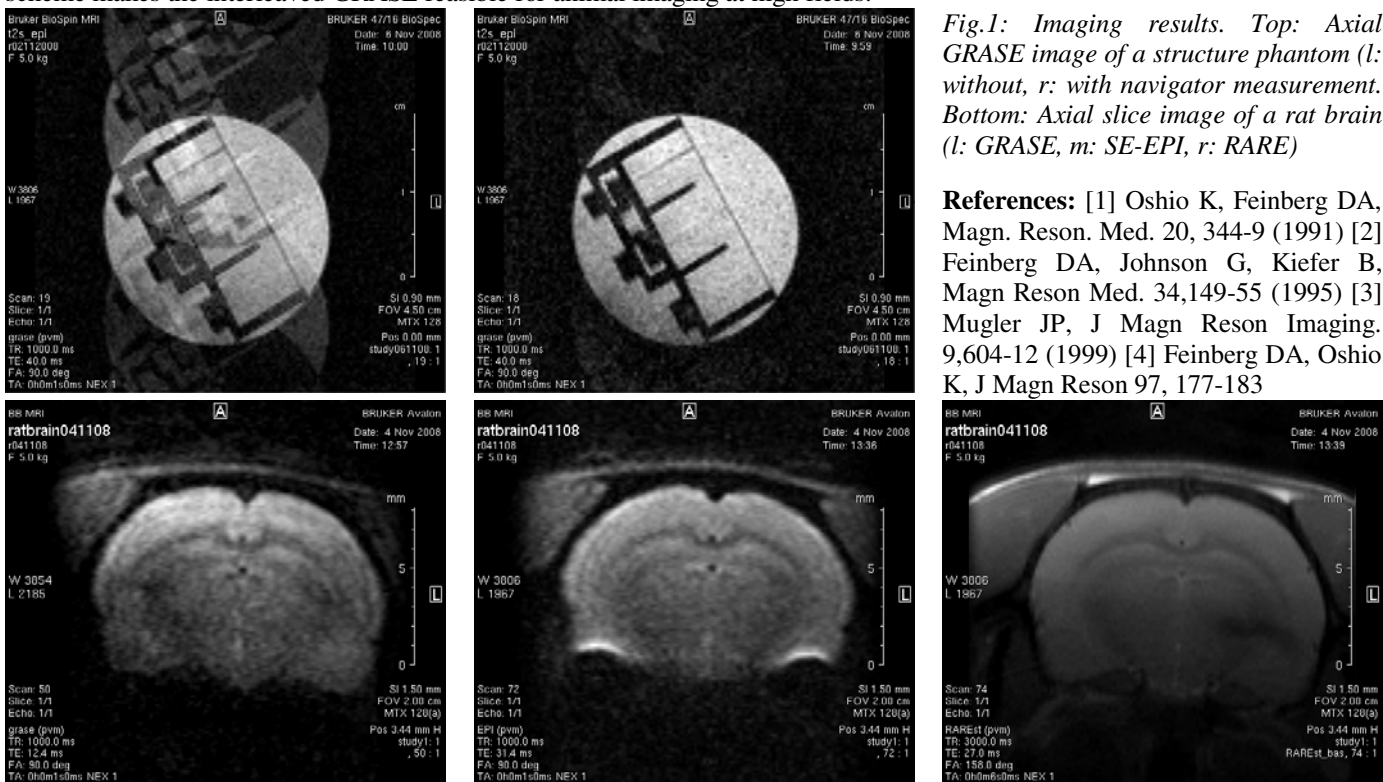 scheme makes the interleaved GRASE feasible for animal imaging at high fields.
Bruker BioSpin MRI
t2s_epi
r02112000
F 5.0 kg
A
BRUKER 47/16 BioSpec
Date: 6 Nov 2008
Time: 10:00
cm
1
0
W 3806
L 1967
L
Scan: 19
Slice: 1/1
Echo: 1/1
grase (pvm)
TR: 1000.0 ms
TE: 40.0 ms
FA: 90.0 deg
TA: 0h0m1s0ms NEX 1
SI 0.90 mm
FOV 4.50 cm
MTX 128
Pos 0.00 mm
study061108: 1
, 19 : 1
Bruker BioSpin MRI
t2s_epi
r02112000
F 5.0 kg
A
BRUKER 47/16 BioSpec
Date: 6 Nov 2008
Time: 9:59
cm
1
0
W 3806
L 1967
L
Scan: 18
Slice: 1/1
Echo: 1/1
grase (pvm)
TR: 1000.0 ms
TE: 40.0 ms
FA: 90.0 deg
TA: 0h0m1s0ms NEX 1
SI 0.90 mm
FOV 4.50 cm
MTX 128
Pos 0.00 mm
study061108: 1
, 18 : 1
Fig.1: Imaging results. Top: Axial
GRASE image of a structure phantom (l:
without, r: with navigator measurement.
Bottom: Axial slice image of a rat brain
(l: GRASE, m: SE-EPI, r: RARE)
References: [1] Oshio K, Feinberg DA,
Magn. Reson. Med. 20, 344-9 (1991) [2]
Feinberg DA, Johnson G, Kiefer B,
Magn Reson Med. 34,149-55 (1995) [3]
Mugler JP, J Magn Reson Imaging.
9,604-12 (1999) [4] Feinberg DA, Oshio
K, J Magn Reson 97, 177-183
BB MRI
ratbrain041108
r041108
F 5.0 kg
A
BRUKER Avalon
Date: 4 Nov 2008
Time: 12:57
mm
5
0
W 3854
L 2185
L
Scan: 50
Slice: 1/1
Echo: 1/1
grase (pvm)
TR: 1000.0 ms
TE: 12.4 ms
FA: 90.0 deg
TA: 0h0m1s0ms NEX 1
SI 1.50 mm
FOV 2.00 cm
MTX 128(a)
Pos 3.44 mm H
study1: 1
, 50 : 1
BB MRI
ratbrain041108
r041108
F 5.0 kg
A
BRUKER Avalon
Date: 4 Nov 2008
Time: 13:36
mm
5
0
W 3806
L 1967
L
Scan: 72
Slice: 1/1
Echo: 1/1
EPI (pvm)
TR: 1000.0 ms
TE: 31.4 ms
FA: 90.0 deg
TA: 0h0m1s0ms NEX 1
SI 1.50 mm
FOV 2.00 cm
MTX 128(a)
Pos 3.44 mm H
study1: 1
, 72 : 1
BB MRI
ratbrain041108
r041108
F 5.0 kg
A
BRUKER Avalon
Date: 4 Nov 2008
Time: 13:39
mm
5
0
W 3806
L 1967
L
Scan: 74
Slice: 1/1
Echo: 1/1
RARESt (pvm)
TR: 3000.0 ms
TE: 27.0 ms
FA: 158.0 deg
TA: 0h0m6s0ms NEX 1
SI 1.50 mm
FOV 2.00 cm
MTX 128(a)
Pos 3.44 mm H
study1: 1
RARESt_bas, 74 : 1